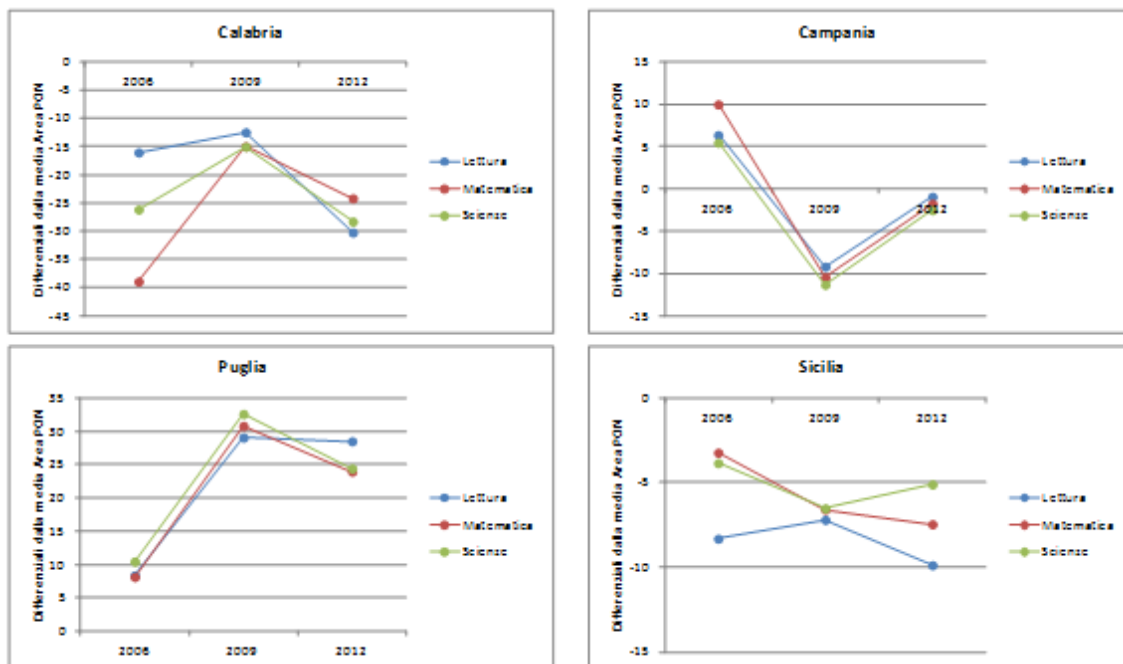 Calabria
Differenziali dalla media Area PON
0
-5
-10
-15
-20
-25
-30
-35
-40
-45
2006 2009 2012
Lettura
Matematica
Scienze
Campania
Differenziali dalla media Area PON
15
10
5
0
-5
-10
-15
2006 2009 2012
Lettura
Matematica
Scienze
Puglia
Differenziali dalla media Area PON
35
30
25
20
15
10
5
0
2006 2009 2012
Lettura
Matematica
Scienze
Sicilia
Differenziali dalla media Area PON
0
-5
-10
-15
2006 2009 2012
Lettura
Matematica
Scienze